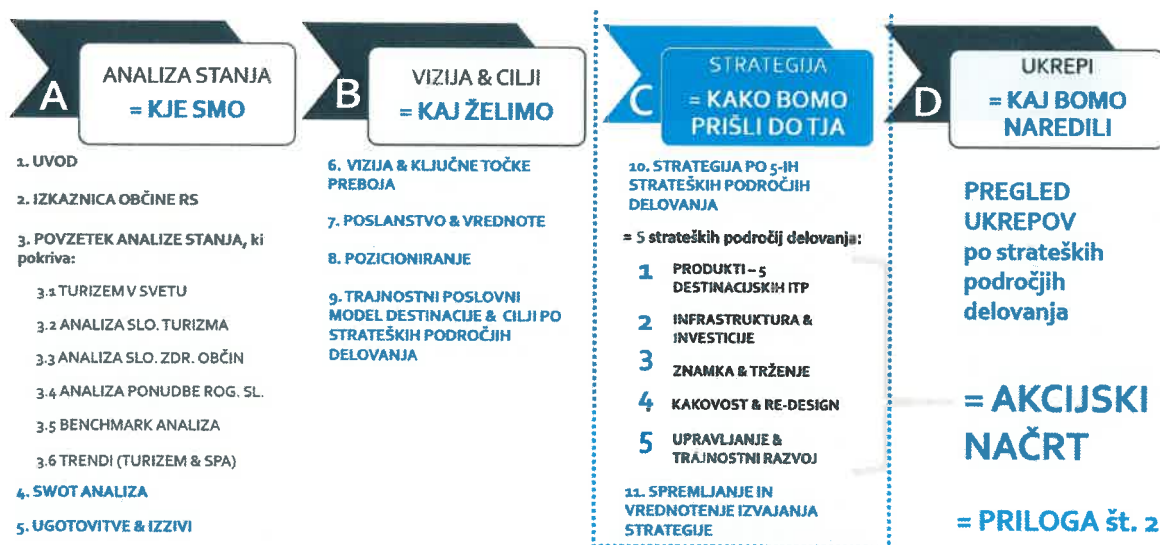 A
ANALIZA STANJA
= KJE SMO
1. UVOD
2. IZKAZNICA OBČINE RS
3. POVZETEK ANALIZE STANJA, ki
pokriva:
3.1 TURIZEM V SVETU
3.2 ANALIZA SLO. TURIZMA
3.3 ANALIZA SLO. ZDR. OBČIN
3.4 ANALIZA PONUDBE ROG. SL.
3.5 BENCHMARK ANALIZA
3.6 TRENDI (TURIZEM & SPA)
4. SWOT ANALIZA
5. UGOTOVITVE & IZZIVI
B
VIZIJA & CILJI
= KAJ ŽELIMO
6. VIZIJA & KLJUČNE TOČKE
PREBOJA
7. POSLANSTVO & VREDNOTE
8. POZICIONIRANJE
9. TRAJNOSTNI POSLOVNI
MODEL DESTINACIJE & CILJI PO
STRATEŠKIH PODROČJIH
DELOVANJA
C
STRATEGIJA
= KAKO BOMO
PRIŠLI DO TJA
10. STRATEGIJA PO 5-IH
STRATEŠKIH PODROČJIH
DELOVANJA
= 5 strateških področij delovanja:
1 PRODUKTI – 5
DESTINACIJSKIH ITP
2 INFRASTRUKTURA &
INVESTICIJE
3 ZNAMKA & TRŽENJE
4 KAKOVOST & RE-DESIGN
5 UPRAVLJANJE &
TRAJNOSTNI RAZVOJ
11. SPREMLJANJE IN
VREDNOTENJE IZVAJANJA
STRATEGIJE
D
UKREPI
= KAJ BOMO
NAREDILI
PREGLED
UKREPOV
po strateških
področjih
delovanja
= AKCIJSKI
NAČRT
= PRILOGA št. 2